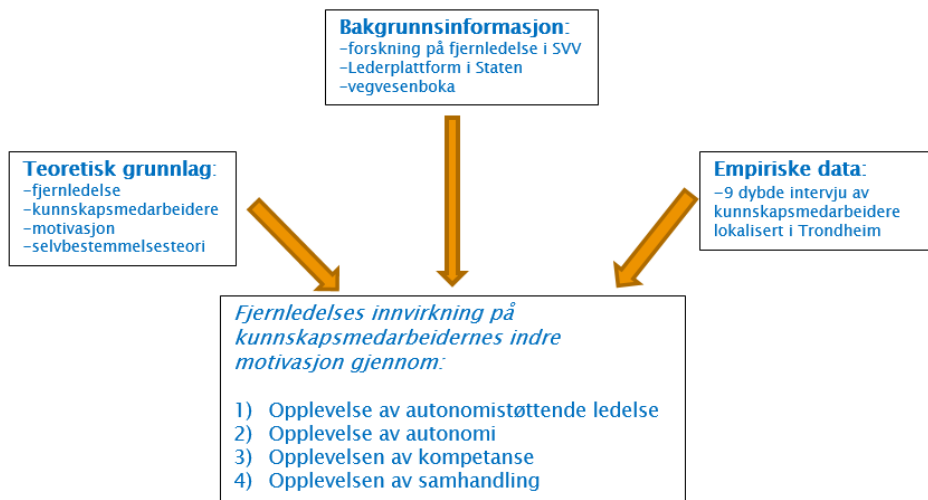 Bakgrunnsinformasjon:
-forskning på fjernledelse i SVV
-Lederplattform i Staten
-vegvesenboka
Teoretisk grunnlag:
-fjernledelse
-kunnskapsmedarbeidere
-motivasjon
-selvbestemmelsesteori
Empiriske data:
-9 dybde intervju av
kunnskapsmedarbeidere
lokalisert i Trondheim
Fjernledelses innvirkning på
kunnskapsmedarbeidernes indre
motivasjon gjennom:
1) Opplevelse av autonomistøttende ledelse
2) Opplevelse av autonomi
3) Opplevelsen av kompetanse
4) Opplevelsen av samhandling